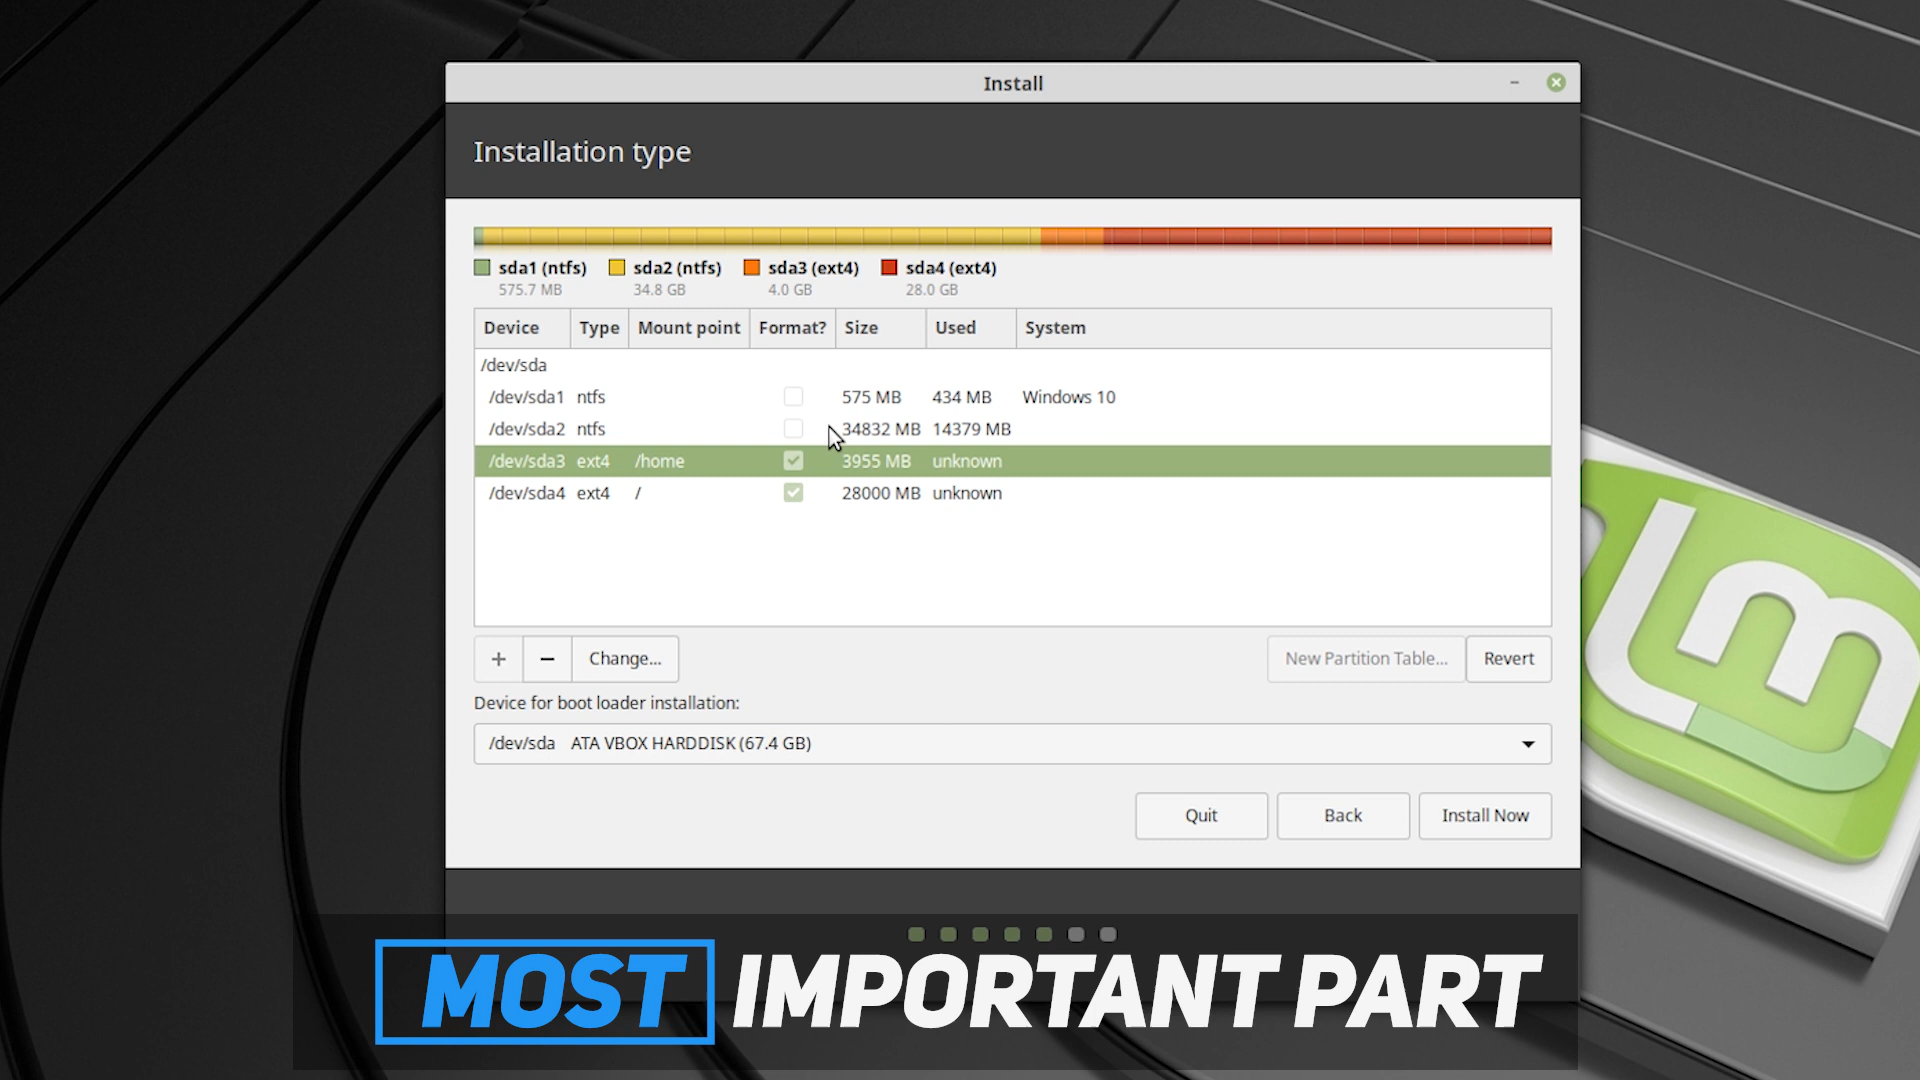 Install
Installation type
sda1 (ntfs) sda2 (ntfs) sda3 (ext4) sda4 (ext4)
575.7 MB 34.8 GB 4.0 GB 28.0 GB
Device Type Mount point Format? Size Used System
/dev/sda
/dev/sda1 ntfs 575 MB 434 MB Windows 10
/dev/sda2 ntfs 34832 MB 14379 MB
/dev/sda3 ext4 /home 3955 MB unknown
/dev/sda4 ext4 / 28000 MB unknown
+ − Change... New Partition Table... Revert
Device for boot loader installation:
/dev/sda ATA VBOX HARDDISK (67.4 GB)
Quit Back Install Now
MOST IMPORTANT PART